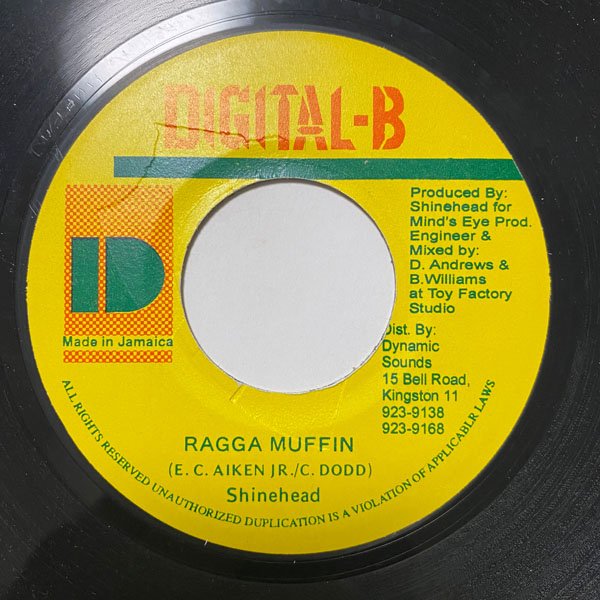 DIGITAL-B
Produced By:
Shinehead for
Mind's Eye Prod.
Engineer &
Mixed by:
D. Andrews &
B.Williams
at Toy Factory
Studio
D
Made in Jamaica
Dist. By:
Dynamic
Sounds
15 Bell Road,
Kingston 11
923-9138
923-9168
RAGGA MUFFIN
(E. C. AIKEN JR./C. DODD)
Shinehead
ALL RIGHTS RESERVED UNAUTHORIZED DUPLICATION IS A VIOLATION OF APPLICABLR LAWS